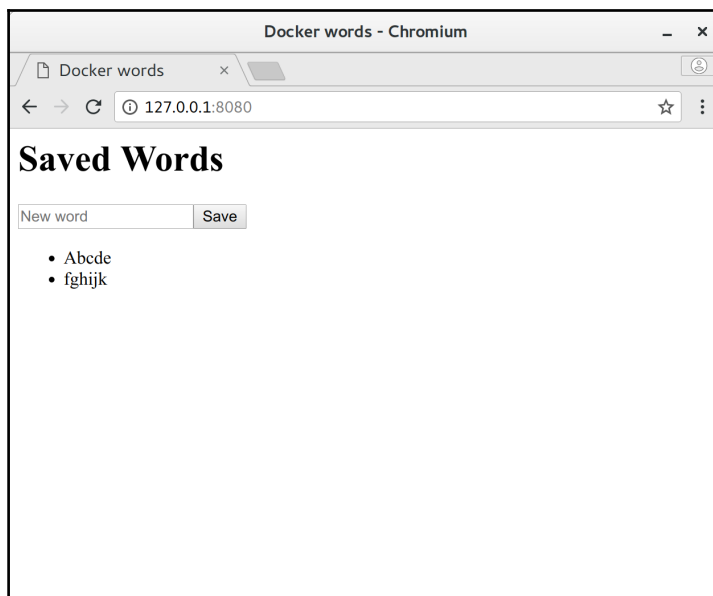 Docker words - Chromium
Docker words
127.0.0.1:8080
Saved Words
New word Save
Abcde
fghijk